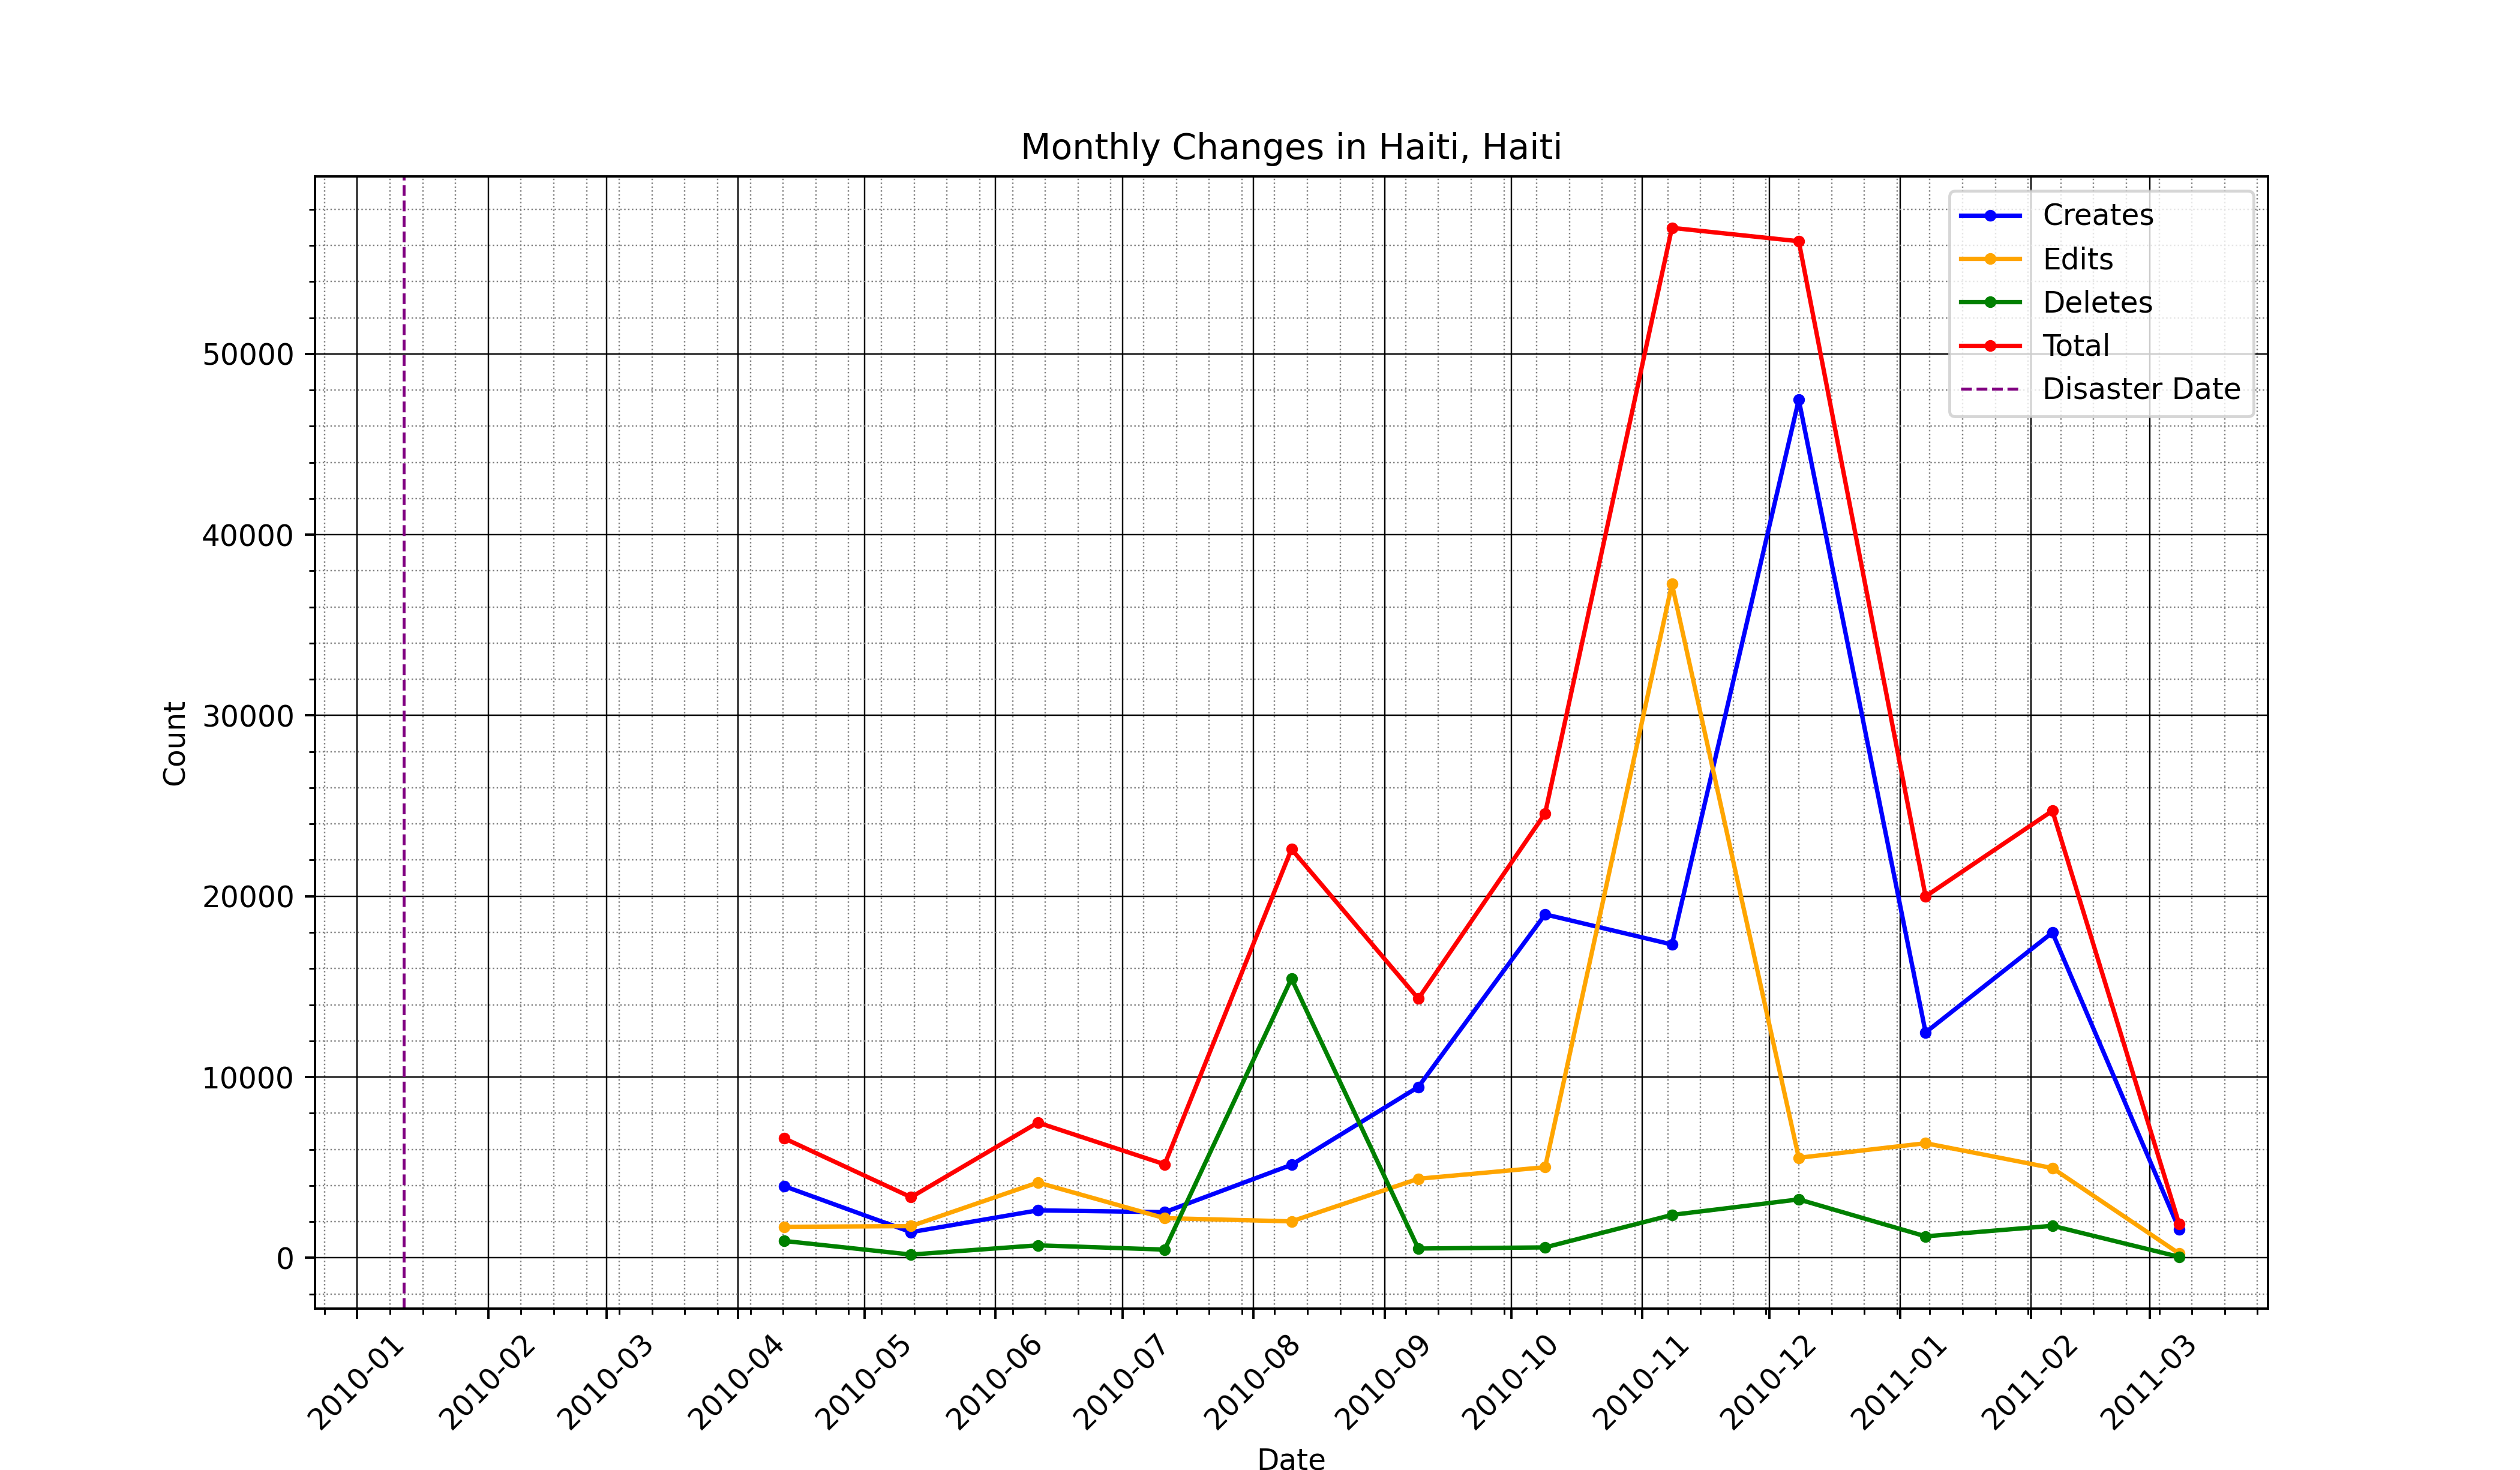 Monthly Changes in Haiti, Haiti
Creates
Edits
Deletes
Total
Disaster Date
Count
50000
40000
30000
20000
10000
0
2010-01
2010-02
2010-03
2010-04
2010-05
2010-06
2010-07
2010-08
2010-09
2010-10
2010-11
2010-12
2011-01
2011-02
2011-03
Date